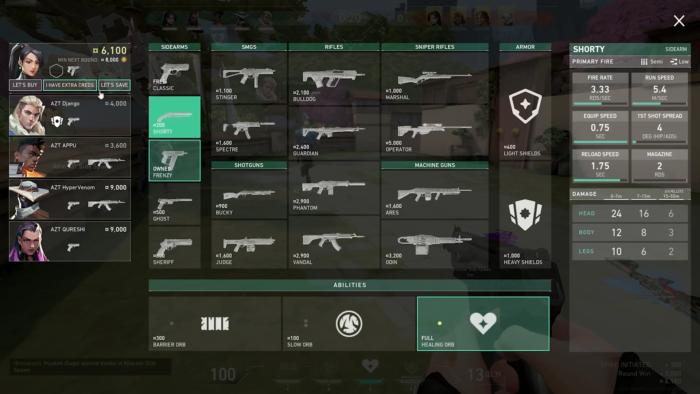 6,100
MIN NEXT ROUND: 8,000
LET'S BUY
I HAVE EXTRA CREDS
LET'S SAVE
AZT Django
4,000
AZT APPU
3,600
AZT HyperVenom
9,000
AZT QURESHI
9,000
SIDEARMS
FREE
CLASSIC
200
SHORTY
OWNED
FRENZY
500
GHOST
800
SHERIFF
SMGS
1,100
STINGER
1,600
SPECTRE
SHOTGUNS
900
BUCKY
1,600
JUDGE
RIFLES
2,100
BULLDOG
2,400
GUARDIAN
2,900
PHANTOM
2,900
VANDAL
SNIPER RIFLES
1,000
MARSHAL
5,000
OPERATOR
MACHINE GUNS
1,600
ARES
3,200
ODIN
ARMOR
400
LIGHT SHIELDS
1,000
HEAVY SHIELDS
ABILITIES
300
BARRIER ORB
100
SLOW ORB
FULL
HEALING ORB
SHORTY
SIDEARM
PRIMARY FIRE
Semi
Low
FIRE RATE
3.33
RDS/SEC
RUN SPEED
5.4
M/SEC
EQUIP SPEED
0.75
SEC
1ST SHOT SPREAD
4
DEG (HIP/ADS)
RELOAD SPEED
1.75
SEC
MAGAZINE
2
RDS
DAMAGE
0-7m
7-15m
15-50m
HEAD 24 16 6
BODY 12 8 3
LEGS 10 6 2
100